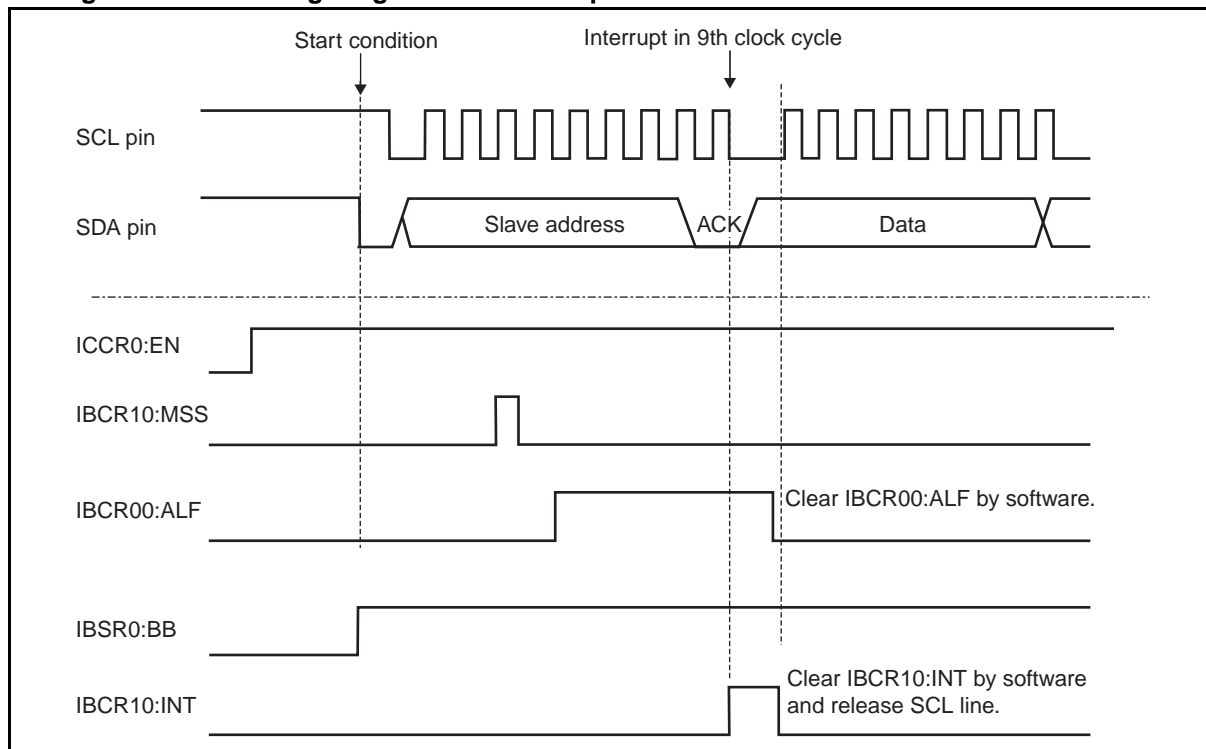 Start condition
Interrupt in 9th clock cycle
SCL pin
SDA pin
Slave address
ACK
Data
ICCR0:EN
IBCR10:MSS
IBCR00:ALF
Clear IBCR00:ALF by software.
IBSR0:BB
IBCR10:INT
Clear IBCR10:INT by software
and release SCL line.